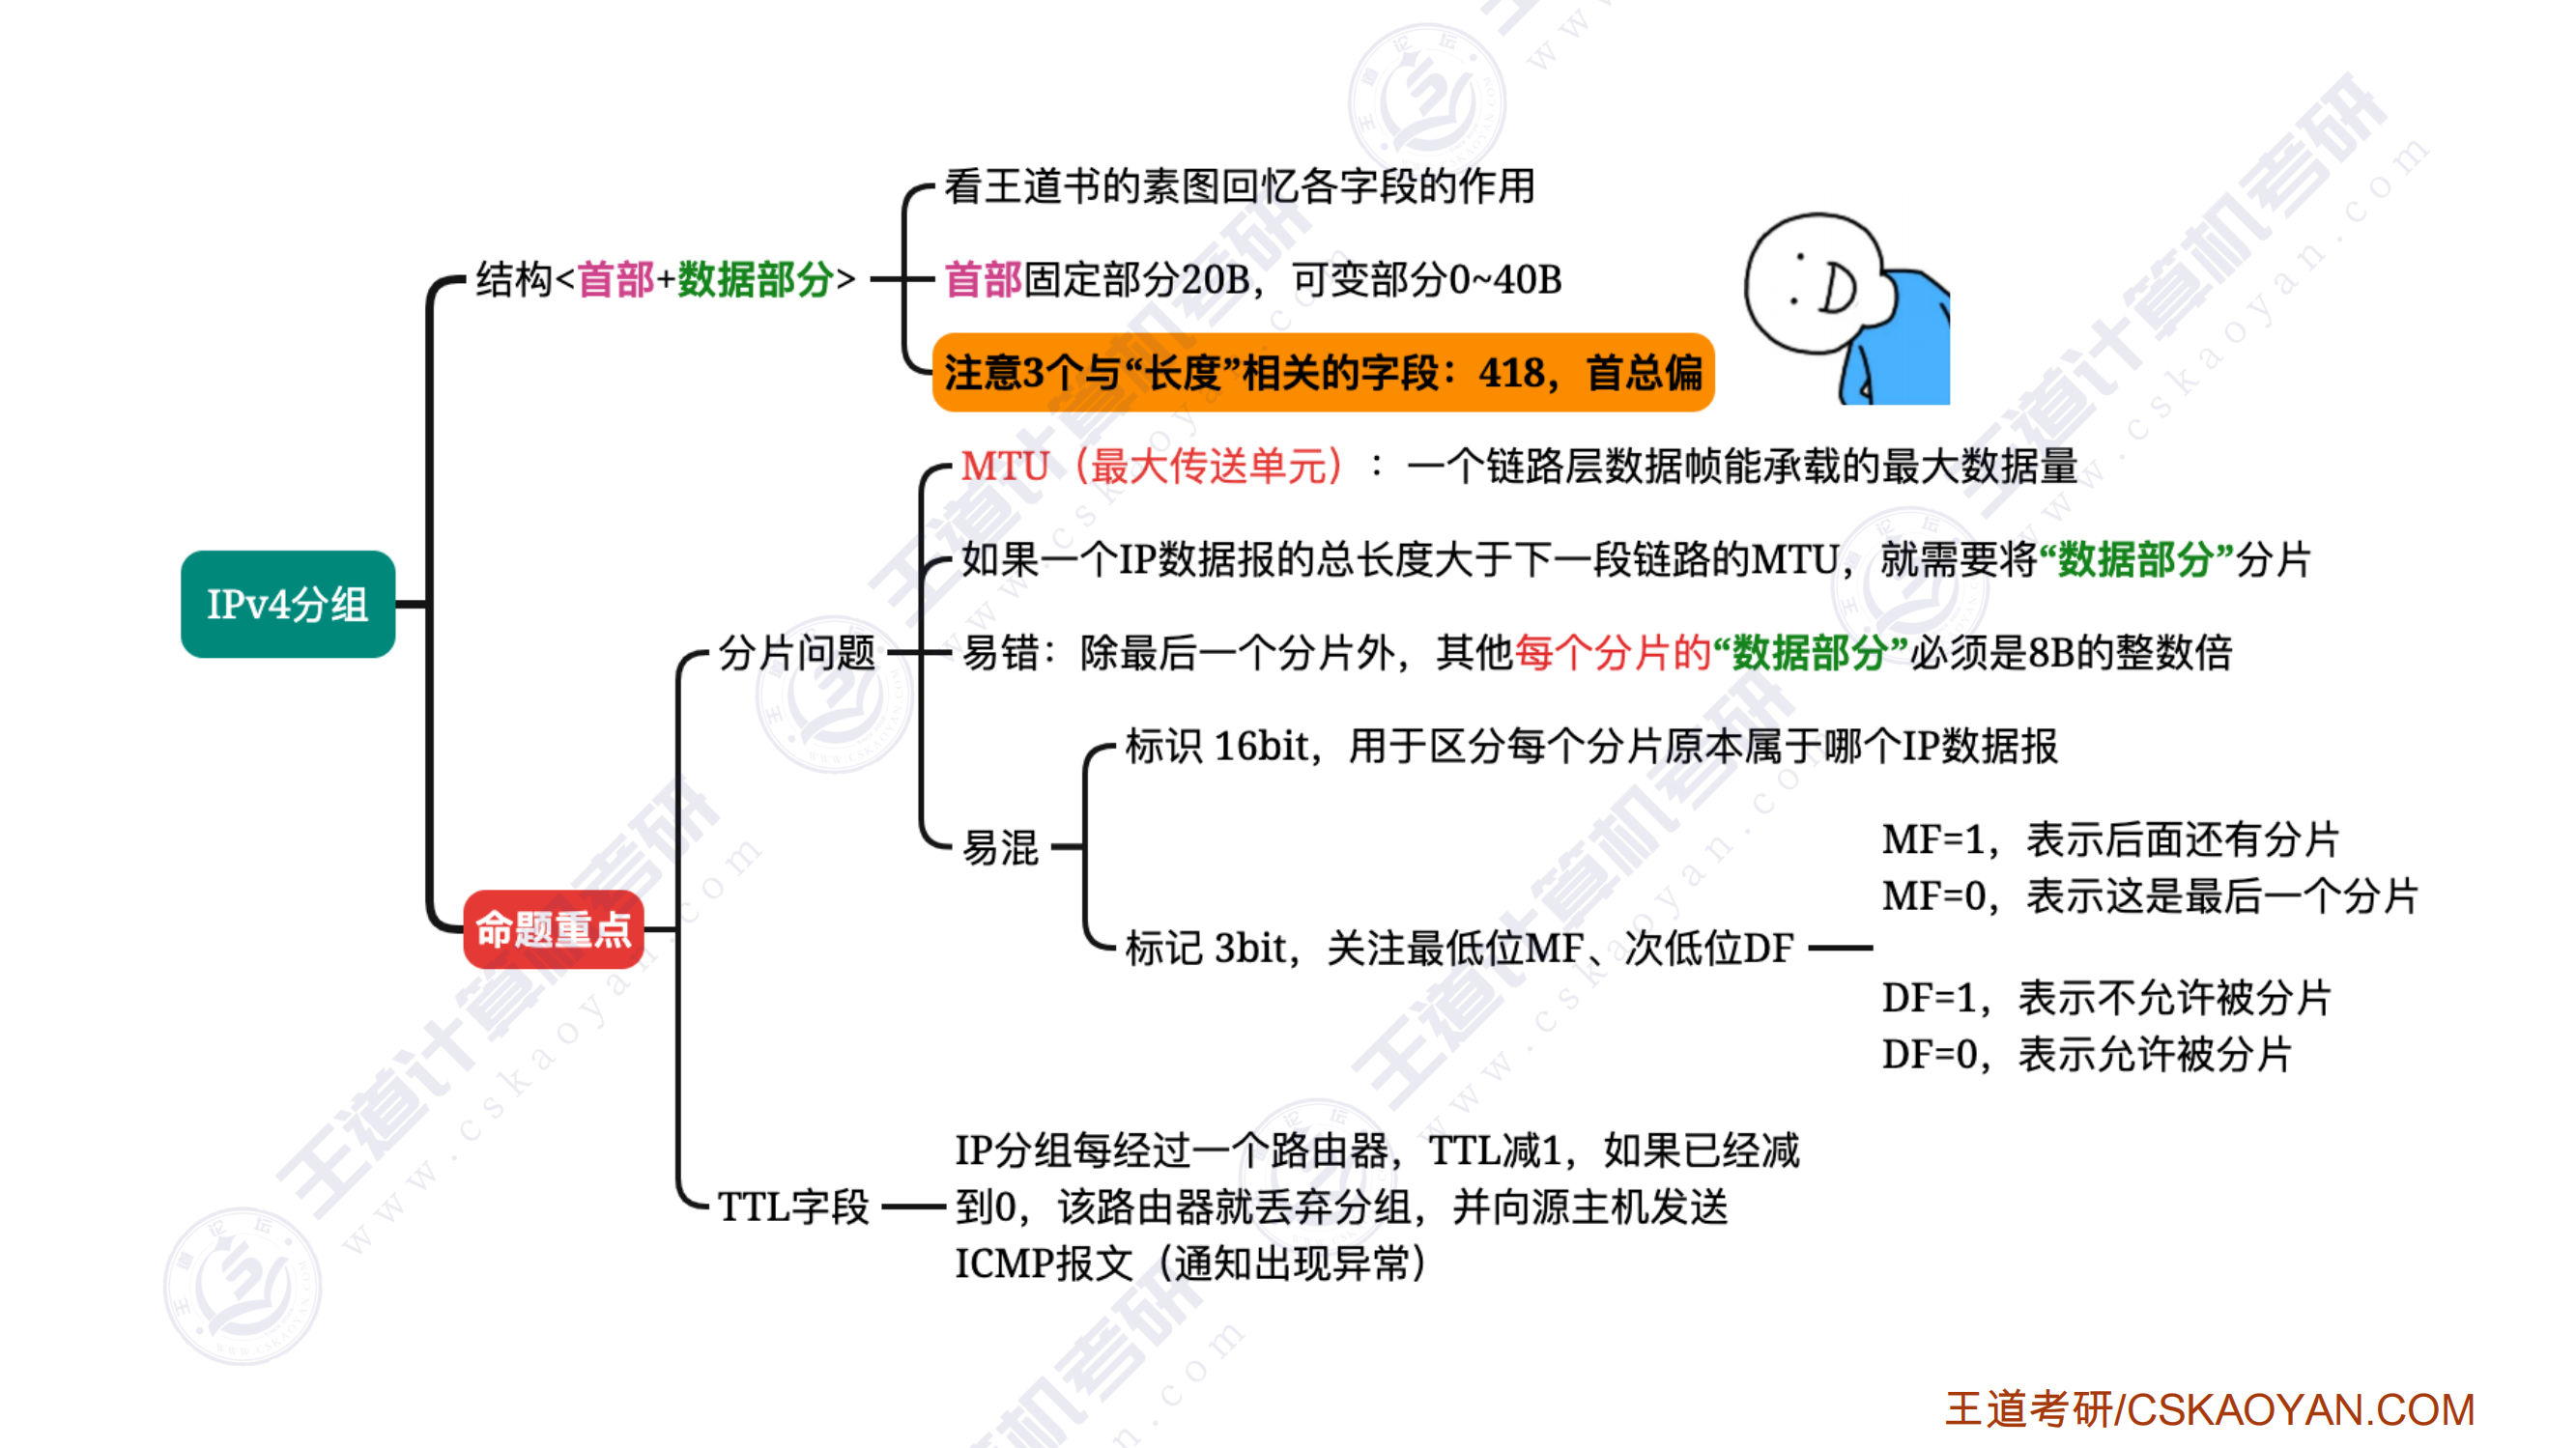 看王道书的素图回忆各字段的作用
结构<首部+数据部分>
首部固定部分20B，可变部分0~40B
注意3个与“长度”相关的字段：418，首总偏
MTU（最大传送单元）：一个链路层数据帧能承载的最大数据量
如果一个IP数据报的总长度大于下一段链路的MTU，就需要将“数据部分”分片
IPv4分组
分片问题
易错：除最后一个分片外，其他每个分片的“数据部分”必须是8B的整数倍
标识 16bit，用于区分每个分片原本属于哪个IP数据报
易混
MF=1，表示后面还有分片
MF=0，表示这是最后一个分片
命题重点
标记 3bit，关注最低位MF、次低位DF
DF=1，表示不允许被分片
DF=0，表示允许被分片
TTL字段
IP分组每经过一个路由器，TTL减1，如果已经减
到0，该路由器就丢弃分组，并向源主机发送
ICMP报文（通知出现异常）
王道计算机考研
www.cskaoyan.com
王道考研/CSKAOYAN.COM